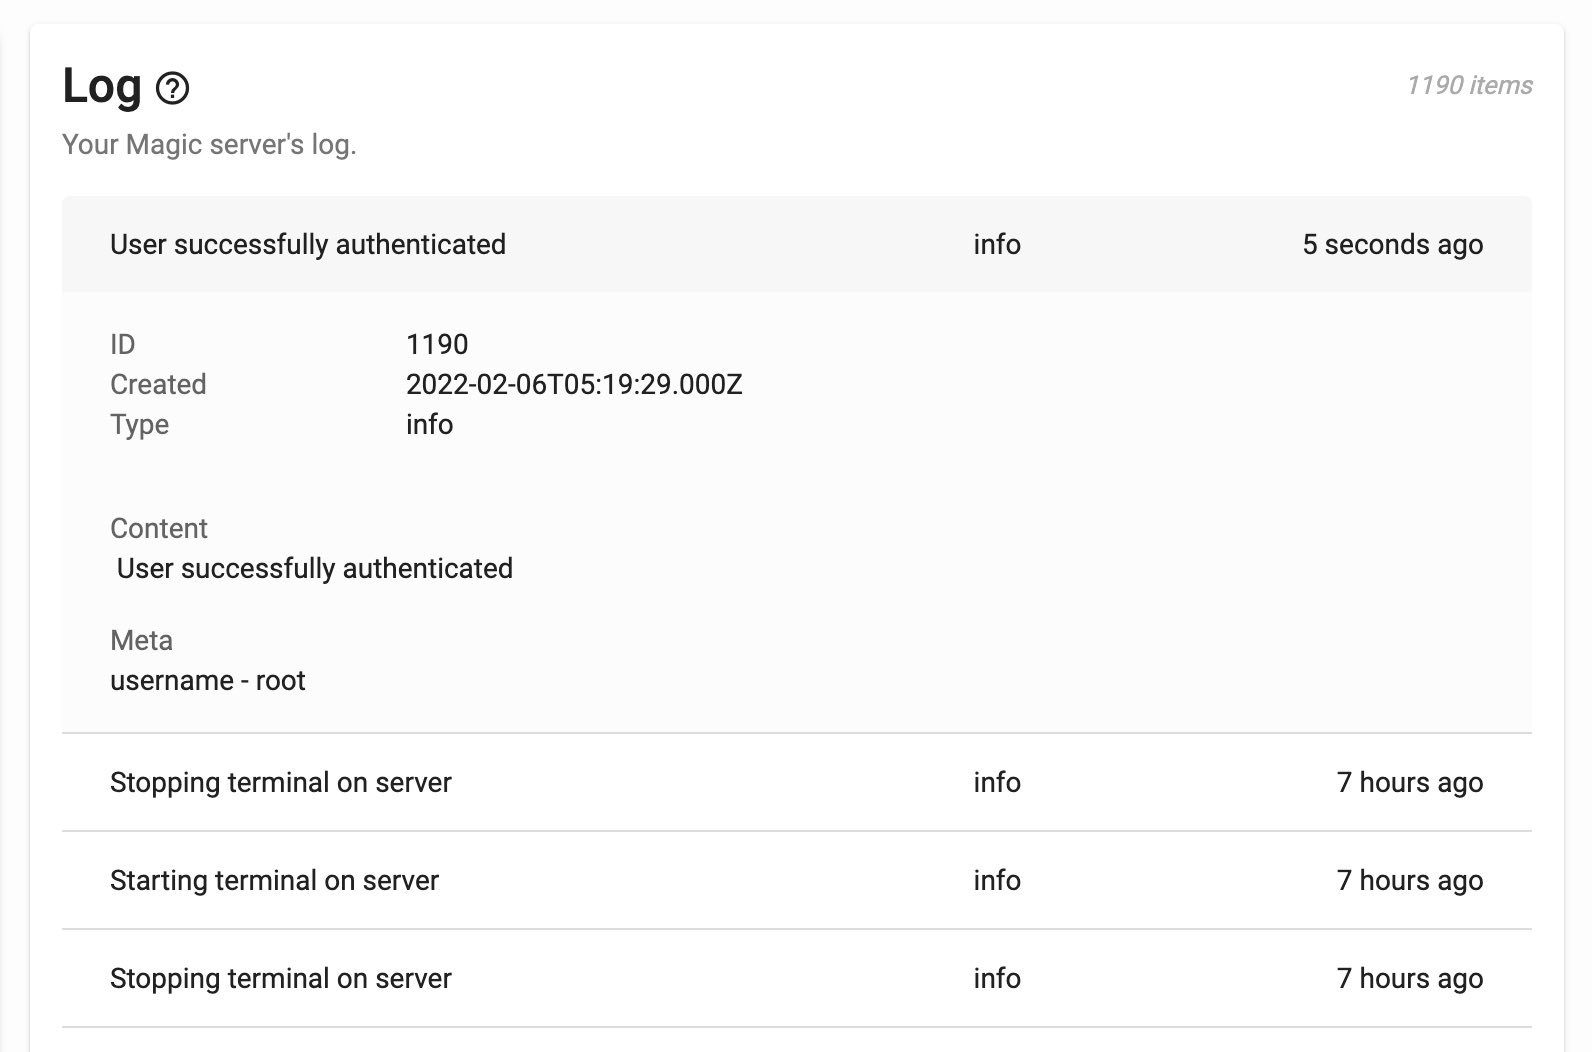 Log ?
1190 items
Your Magic server's log.
User successfully authenticated info 5 seconds ago
ID 1190
Created 2022-02-06T05:19:29.000Z
Type info
Content
User successfully authenticated
Meta
username - root
Stopping terminal on server info 7 hours ago
Starting terminal on server info 7 hours ago
Stopping terminal on server info 7 hours ago